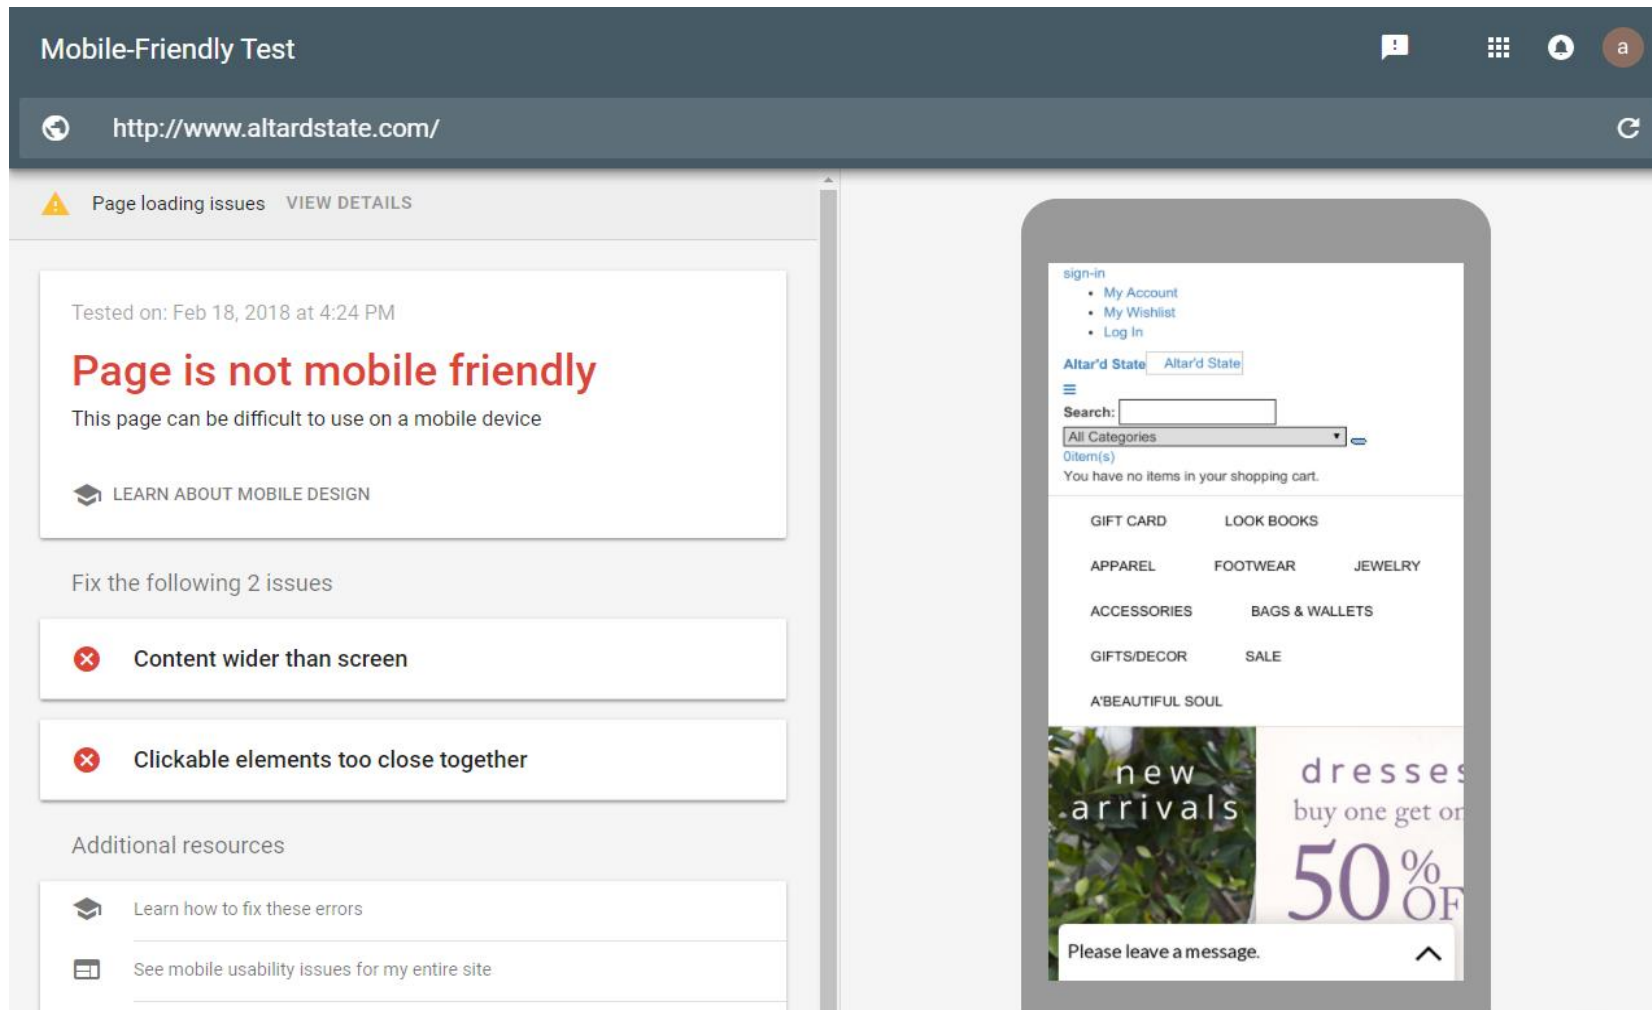 Mobile-Friendly Test
a
http://www.altardstate.com/
Page loading issues VIEW DETAILS
Tested on: Feb 18, 2018 at 4:24 PM
Page is not mobile friendly
This page can be difficult to use on a mobile device
LEARN ABOUT MOBILE DESIGN
Fix the following 2 issues
Content wider than screen
Clickable elements too close together
Additional resources
Learn how to fix these errors
See mobile usability issues for my entire site
sign-in
• My Account
• My Wishlist
• Log In
Altar'd State Altar'd State
Search:
All Categories
0item(s)
You have no items in your shopping cart.
GIFT CARD LOOK BOOKS
APPAREL FOOTWEAR JEWELRY
ACCESSORIES BAGS & WALLETS
GIFTS/DECOR SALE
A'BEAUTIFUL SOUL
new
arrivals
dresses
buy one get on
50% OF
Please leave a message.